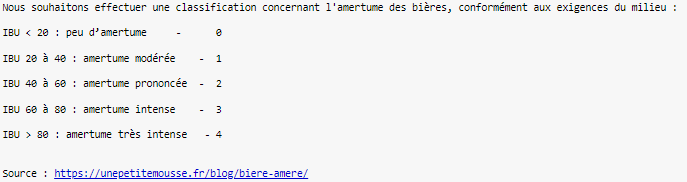 Nous souhaitons effectuer une classification concernant l'amertume des bières, conformément aux exigences du milieu :
IBU < 20 : peu d’amertume - 0
IBU 20 à 40 : amertume modérée - 1
IBU 40 à 60 : amertume prononcée - 2
IBU 60 à 80 : amertume intense - 3
IBU > 80 : amertume très intense - 4
Source : https://unepetitemousse.fr/blog/biere-amere/